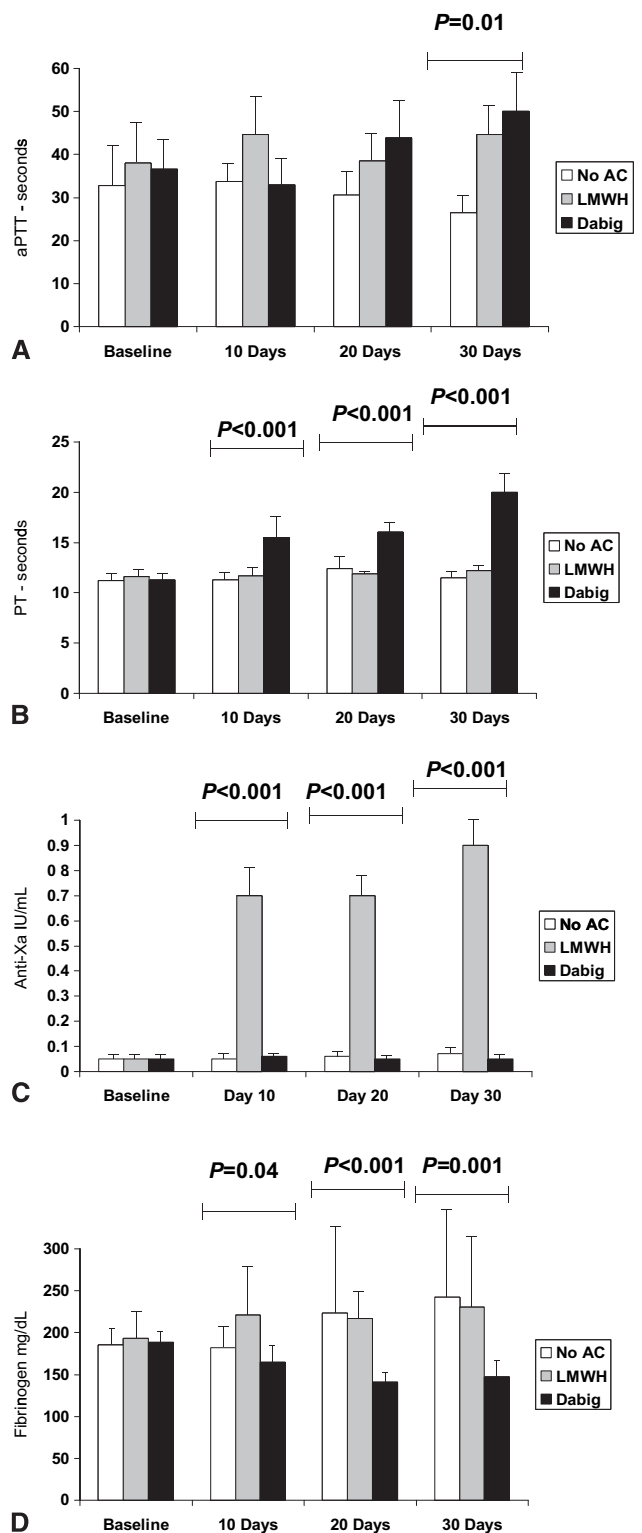 P=0.01
60
50
40
30
20
10
0
aPTT - seconds
No AC
LMWH
Dabig
Baseline 10 Days 20 Days 30 Days
A
P<0.001 P<0.001 P<0.001
25
20
15
10
5
0
PT - seconds
No AC
LMWH
Dabig
Baseline 10 Days 20 Days 30 Days
B
P<0.001 P<0.001 P<0.001
1
0.9
0.8
0.7
0.6
0.5
0.4
0.3
0.2
0.1
0
Anti-Xa IU/mL
No AC
LMWH
Dabig
Baseline Day 10 Day 20 Day 30
C
P=0.04 P<0.001 P=0.001
300
250
200
150
100
50
0
Fibrinogen mg/dL
No AC
LMWH
Dabig
Baseline 10 Days 20 Days 30 Days
D